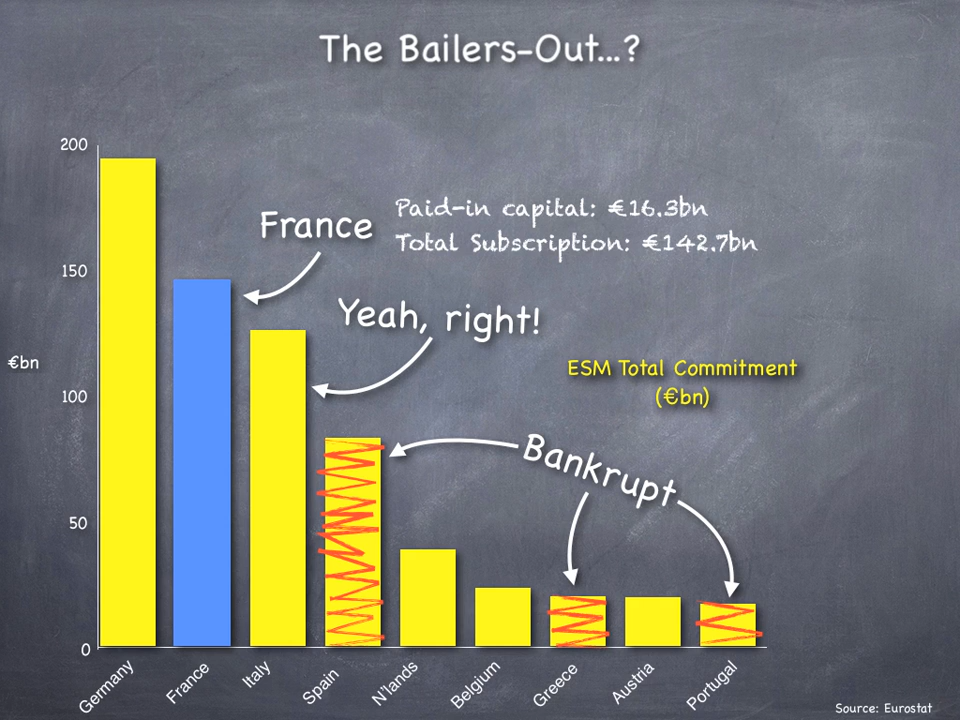 The Bailers-Out...?
200
Paid-in capital: €16.3bn
France
Total Subscription: €142.7bn
150
Yeah, right!
€bn
ESM Total Commitment
(€bn)
100
Bankrupt
50
0
Germany
France
Italy
Spain
N'lands
Belgium
Greece
Austria
Portugal
Source: Eurostat